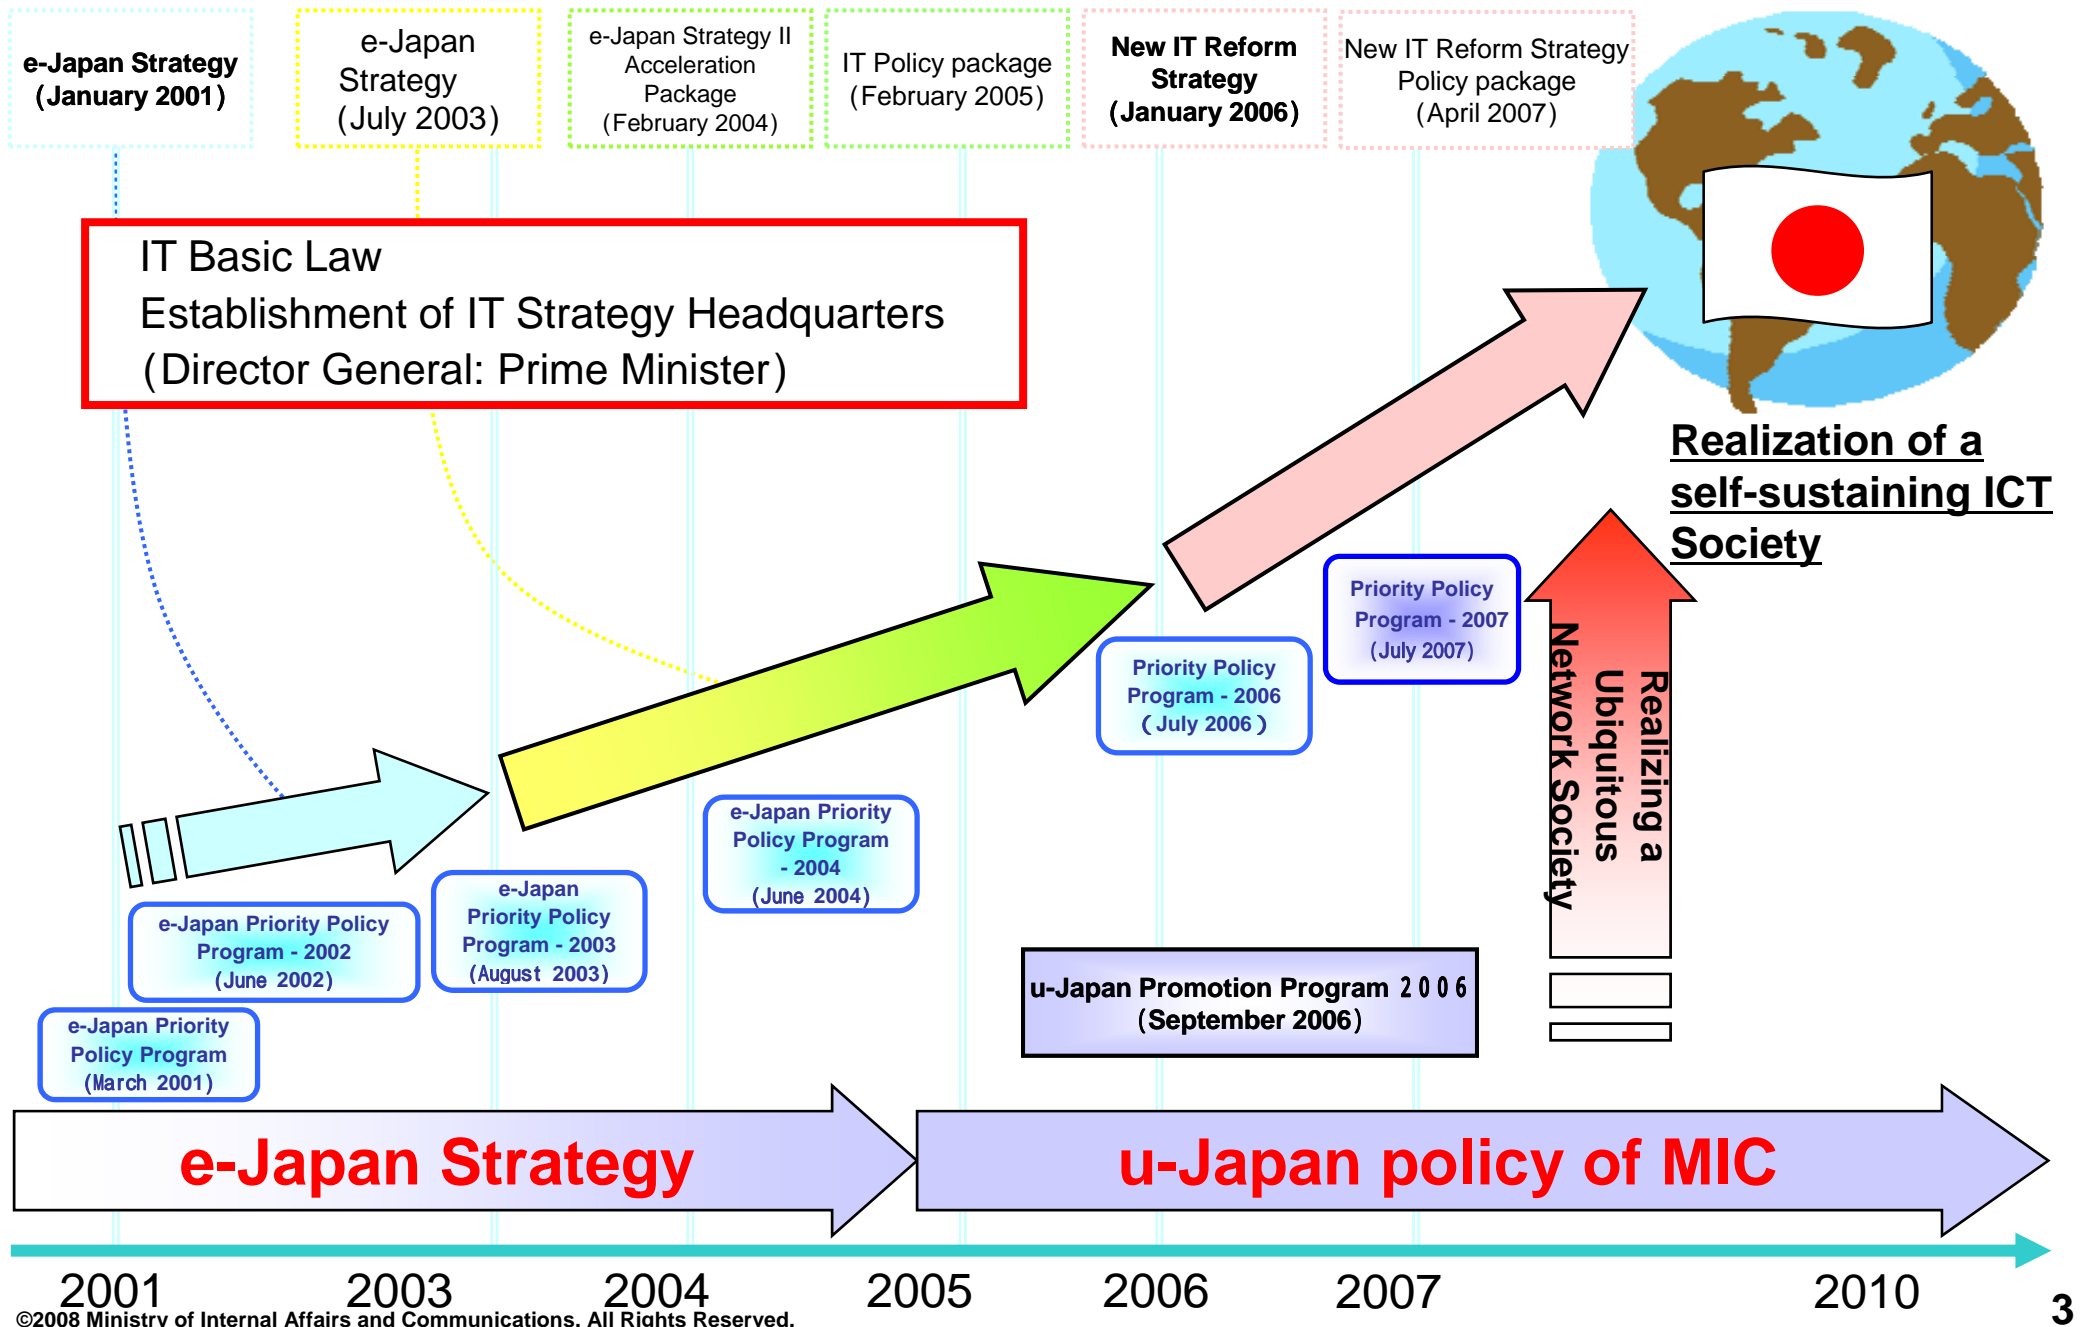 e-Japan Strategy
(January 2001)
e-Japan
Strategy
(July 2003)
e-Japan Strategy II
Acceleration
Package
(February 2004)
IT Policy package
(February 2005)
New IT Reform
Strategy
(January 2006)
New IT Reform Strategy
Policy package
(April 2007)
IT Basic Law
Establishment of IT Strategy Headquarters
(Director General: Prime Minister)
Realization of a
self-sustaining ICT
Society
Priority Policy
Program - 2007
(July 2007)
Priority Policy
Program - 2006
(July 2006)
Realizing a
Ubiquitous
Network Society
e-Japan Priority
Policy Program
- 2004
(June 2004)
e-Japan
Priority Policy
Program - 2003
(August 2003)
e-Japan Priority Policy
Program - 2002
(June 2002)
e-Japan Priority
Policy Program
(March 2001)
u-Japan Promotion Program ２００６
(September 2006)
e-Japan Strategy
u-Japan policy of MIC
2001
2003
2004
2005
2006
2007
2010
©2008 Ministry of Internal Affairs and Communications. All Rights Reserved.
3